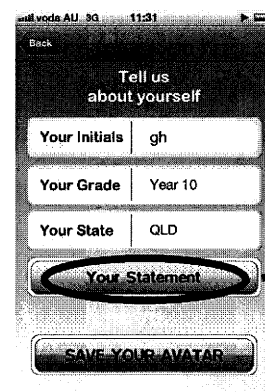 voda AU 3G 11:31
Back
Tell us
about yourself
Your Initials gh
Your Grade Year 10
Your State QLD
Your Statement
SAVE YOUR AVATAR